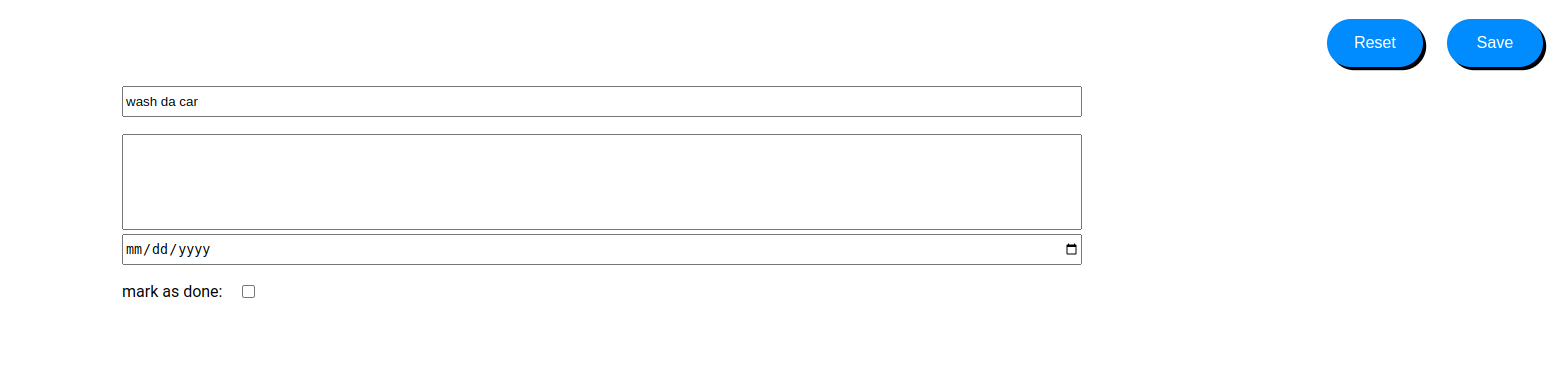 Reset Save
wash da car
mm/dd/yyyy
mark as done: